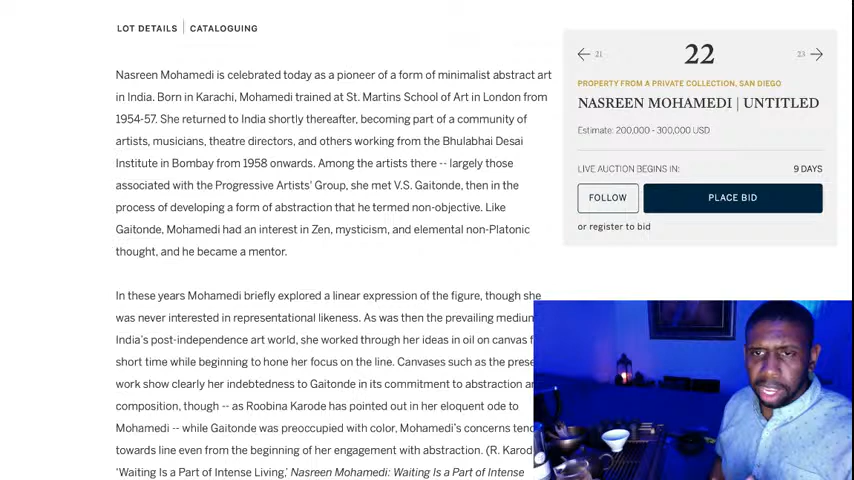 LOT DETAILS | CATALOGUING
Nasreen Mohamedi is celebrated today as a pioneer of a form of minimalist abstract art
in India. Born in Karachi, Mohamedi trained at St. Martins School of Art in London from
1954-57. She returned to India shortly thereafter, becoming part of a community of
artists, musicians, theatre directors, and others working from the Bhulabhai Desai
Institute in Bombay from 1958 onwards. Among the artists there -- largely those
associated with the Progressive Artists' Group, she met V.S. Gaitonde, then in the
process of developing a form of abstraction that he termed non-objective. Like
Gaitonde, Mohamedi had an interest in Zen, mysticism, and elemental non-Platonic
thought, and he became a mentor.
In these years Mohamedi briefly explored a linear expression of the figure, though she
was never interested in representational likeness. As was then the prevailing medium
India's post-independence art world, she worked through her ideas in oil on canvas
short time while beginning to hone her focus on the line. Canvases such as the
work show clearly her indebtedness to Gaitonde in its commitment to abstraction
composition, though -- as Roobina Karode has pointed out in her eloquent ode to
Mohamedi -- while Gaitonde was preoccupied with color, Mohamedi's concerns
towards line even from the beginning of her engagement with abstraction. (R.
'Waiting Is a Part of Intense Living,' Nasreen Mohamedi: Waiting Is a Part of Intense
← 21 22 23 →
PROPERTY FROM A PRIVATE COLLECTION, SAN DIEGO
NASREEN MOHAMEDI | UNTITLED
Estimate: 200,000 - 300,000 USD
LIVE AUCTION BEGINS IN: 9 DAYS
FOLLOW PLACE BID
or register to bid